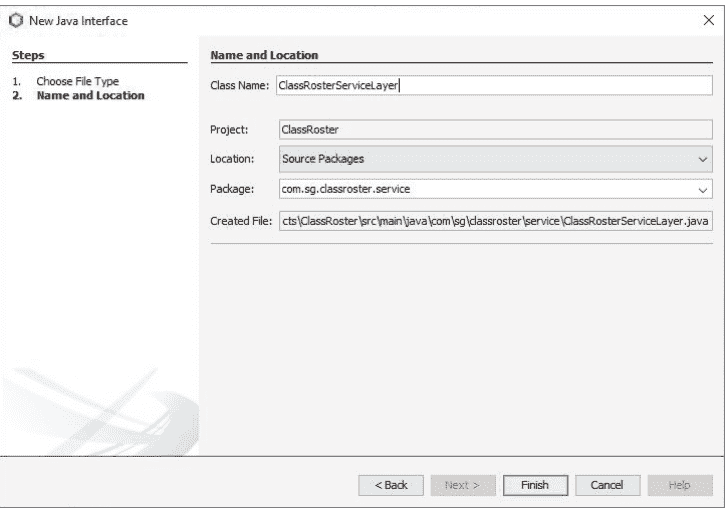 New Java Interface
Steps
1. Choose File Type
2. Name and Location
Name and Location
Class Name: ClassRosterServiceLayer
Project: ClassRoster
Location: Source Packages
Package: com.sg.classroster.service
Created File: cts\ClassRoster\src\main\java\com\sg\classroster\service\ClassRosterServiceLayer.java
< Back Next > Finish Cancel Help